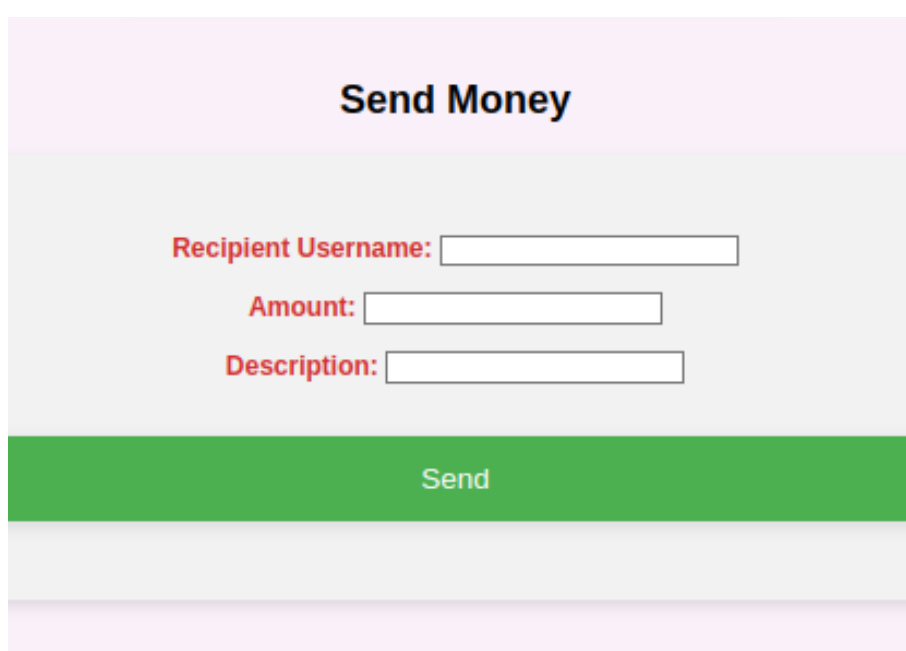 Send Money
Recipient Username:
Amount:
Description:
Send